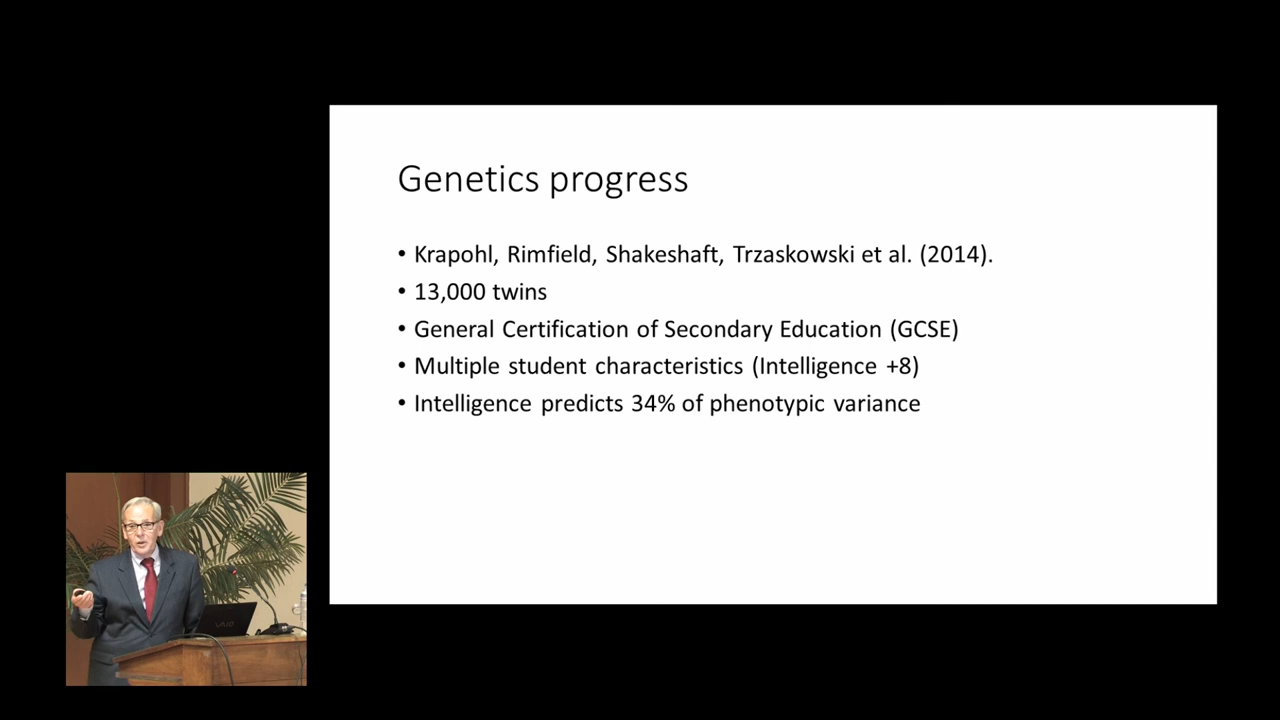 Genetics progress
• Krapohl, Rimfield, Shakeshaft, Trzaskowski et al. (2014).
• 13,000 twins
• General Certification of Secondary Education (GCSE)
• Multiple student characteristics (Intelligence +8)
• Intelligence predicts 34% of phenotypic variance
VAIO